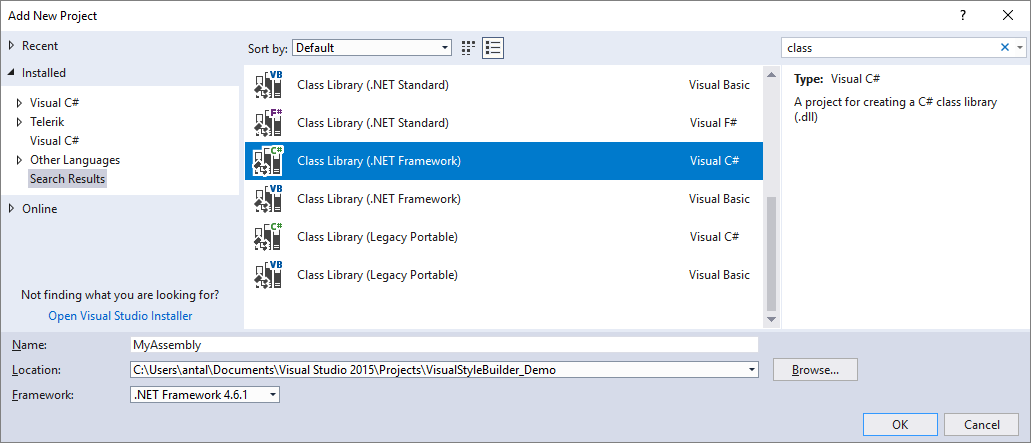 Add New Project ?
Recent
Installed
Visual C#
Telerik
Visual C#
Other Languages
Search Results
Online
Not finding what you are looking for?
Open Visual Studio Installer
Sort by: Default
VB Class Library (.NET Standard) Visual Basic
F# Class Library (.NET Standard) Visual F#
C# Class Library (.NET Framework) Visual C#
VB Class Library (.NET Framework) Visual Basic
C# Class Library (Legacy Portable) Visual C#
VB Class Library (Legacy Portable) Visual Basic
class
Type: Visual C#
A project for creating a C# class library
(.dll)
Name: MyAssembly
Location: C:\Users\antal\Documents\Visual Studio 2015\Projects\VisualStyleBuilder_Demo Browse...
Framework: .NET Framework 4.6.1
OK Cancel